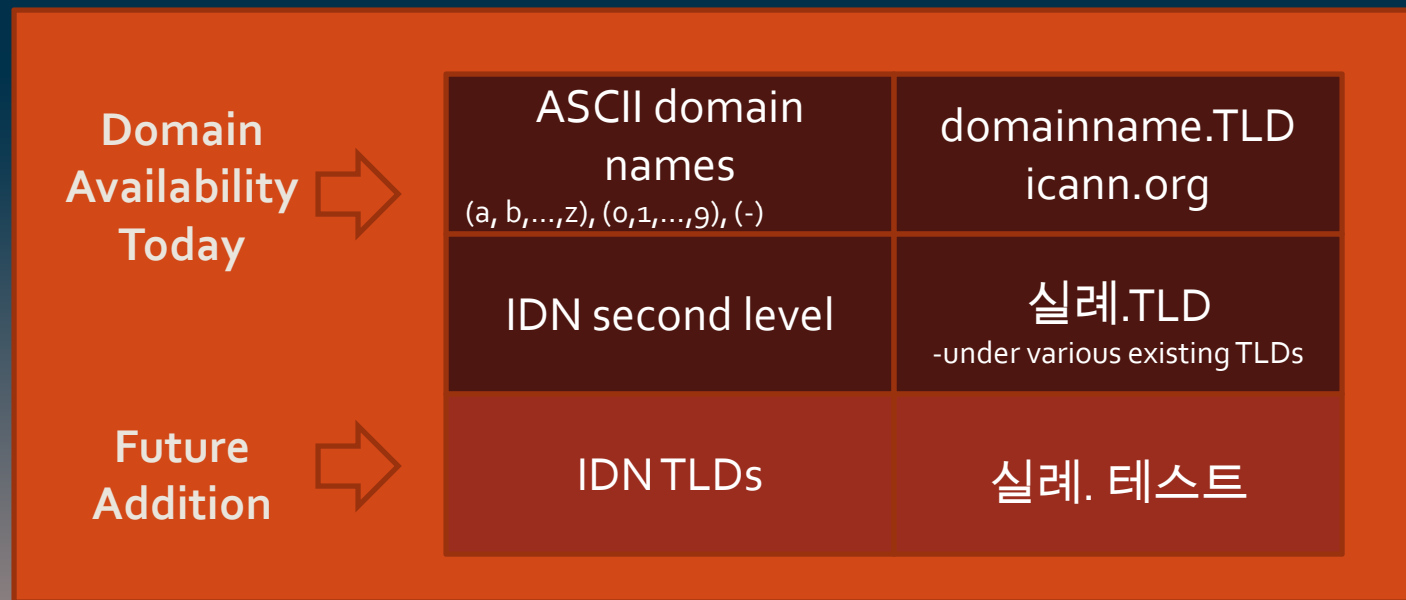 Domain
Availability
Today
ASCII domain
names
(a, b,...,z), (0,1,...,9), (-)
domainname.TLD
icann.org
IDN second level
실례.TLD
-under various existing TLDs
Future
Addition
IDN TLDs
실례. 테스트